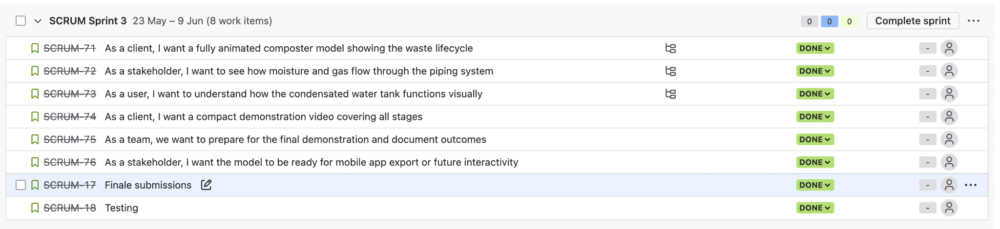 SCRUM Sprint 3 23 May – 9 Jun (8 work items) 0 0 0 Complete sprint
SCRUM-71 As a client, I want a fully animated composter model showing the waste lifecycle DONE -
SCRUM-72 As a stakeholder, I want to see how moisture and gas flow through the piping system DONE -
SCRUM-73 As a user, I want to understand how the condensated water tank functions visually DONE -
SCRUM-74 As a client, I want a compact demonstration video covering all stages DONE -
SCRUM-75 As a team, we want to prepare for the final demonstration and document outcomes DONE -
SCRUM-76 As a stakeholder, I want the model to be ready for mobile app export or future interactivity DONE -
SCRUM-17 Finale submissions DONE -
SCRUM-18 Testing DONE -